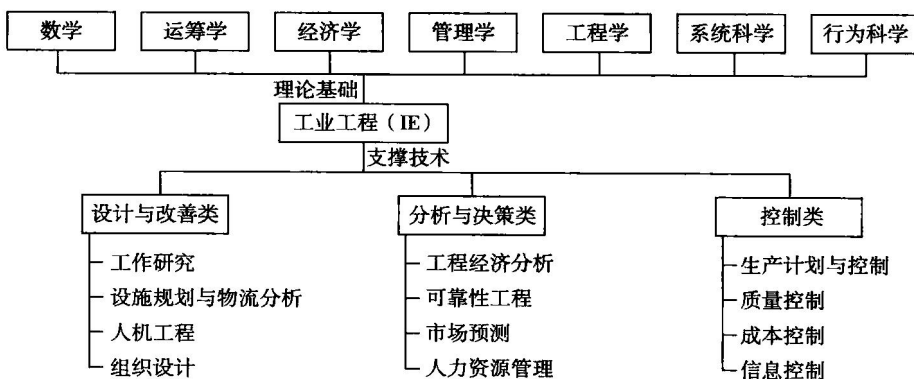 数学 运筹学 经济学 管理学 工程学 系统科学 行为科学
理论基础
工业工程（IE）
支撑技术
设计与改善类 分析与决策类 控制类
工作研究 工程经济分析 生产计划与控制
设施规划与物流分析 可靠性工程 质量控制
人机工程 市场预测 成本控制
组织设计 人力资源管理 信息控制